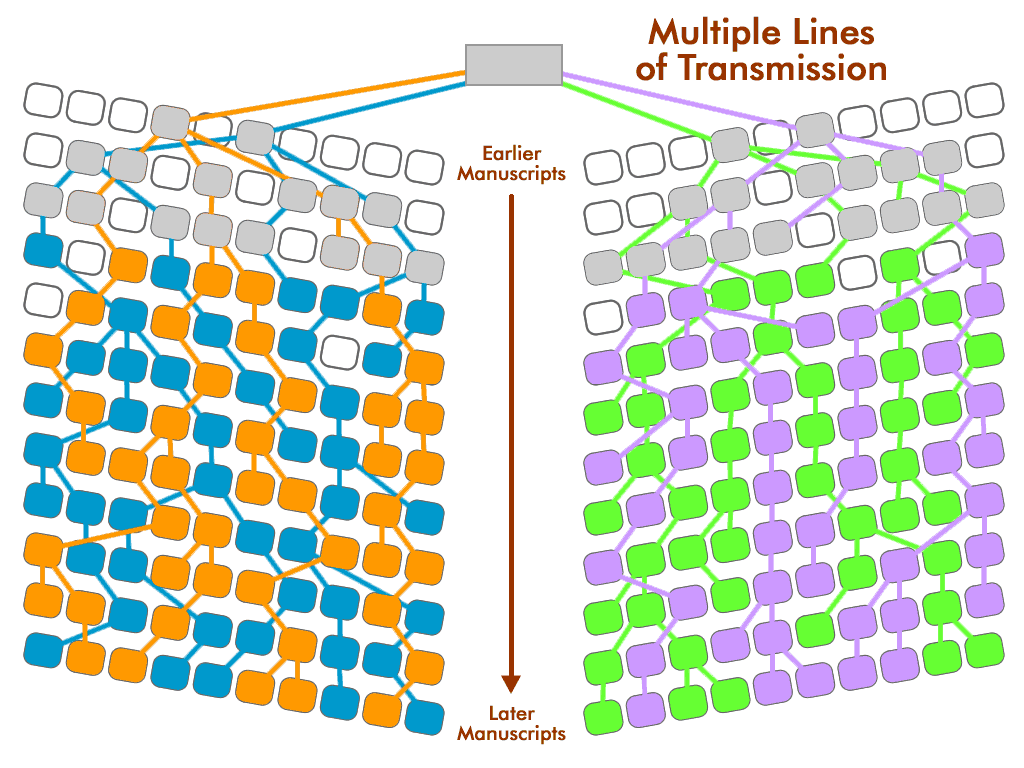 Multiple Lines
of Transmission
Earlier
Manuscripts
Later
Manuscripts